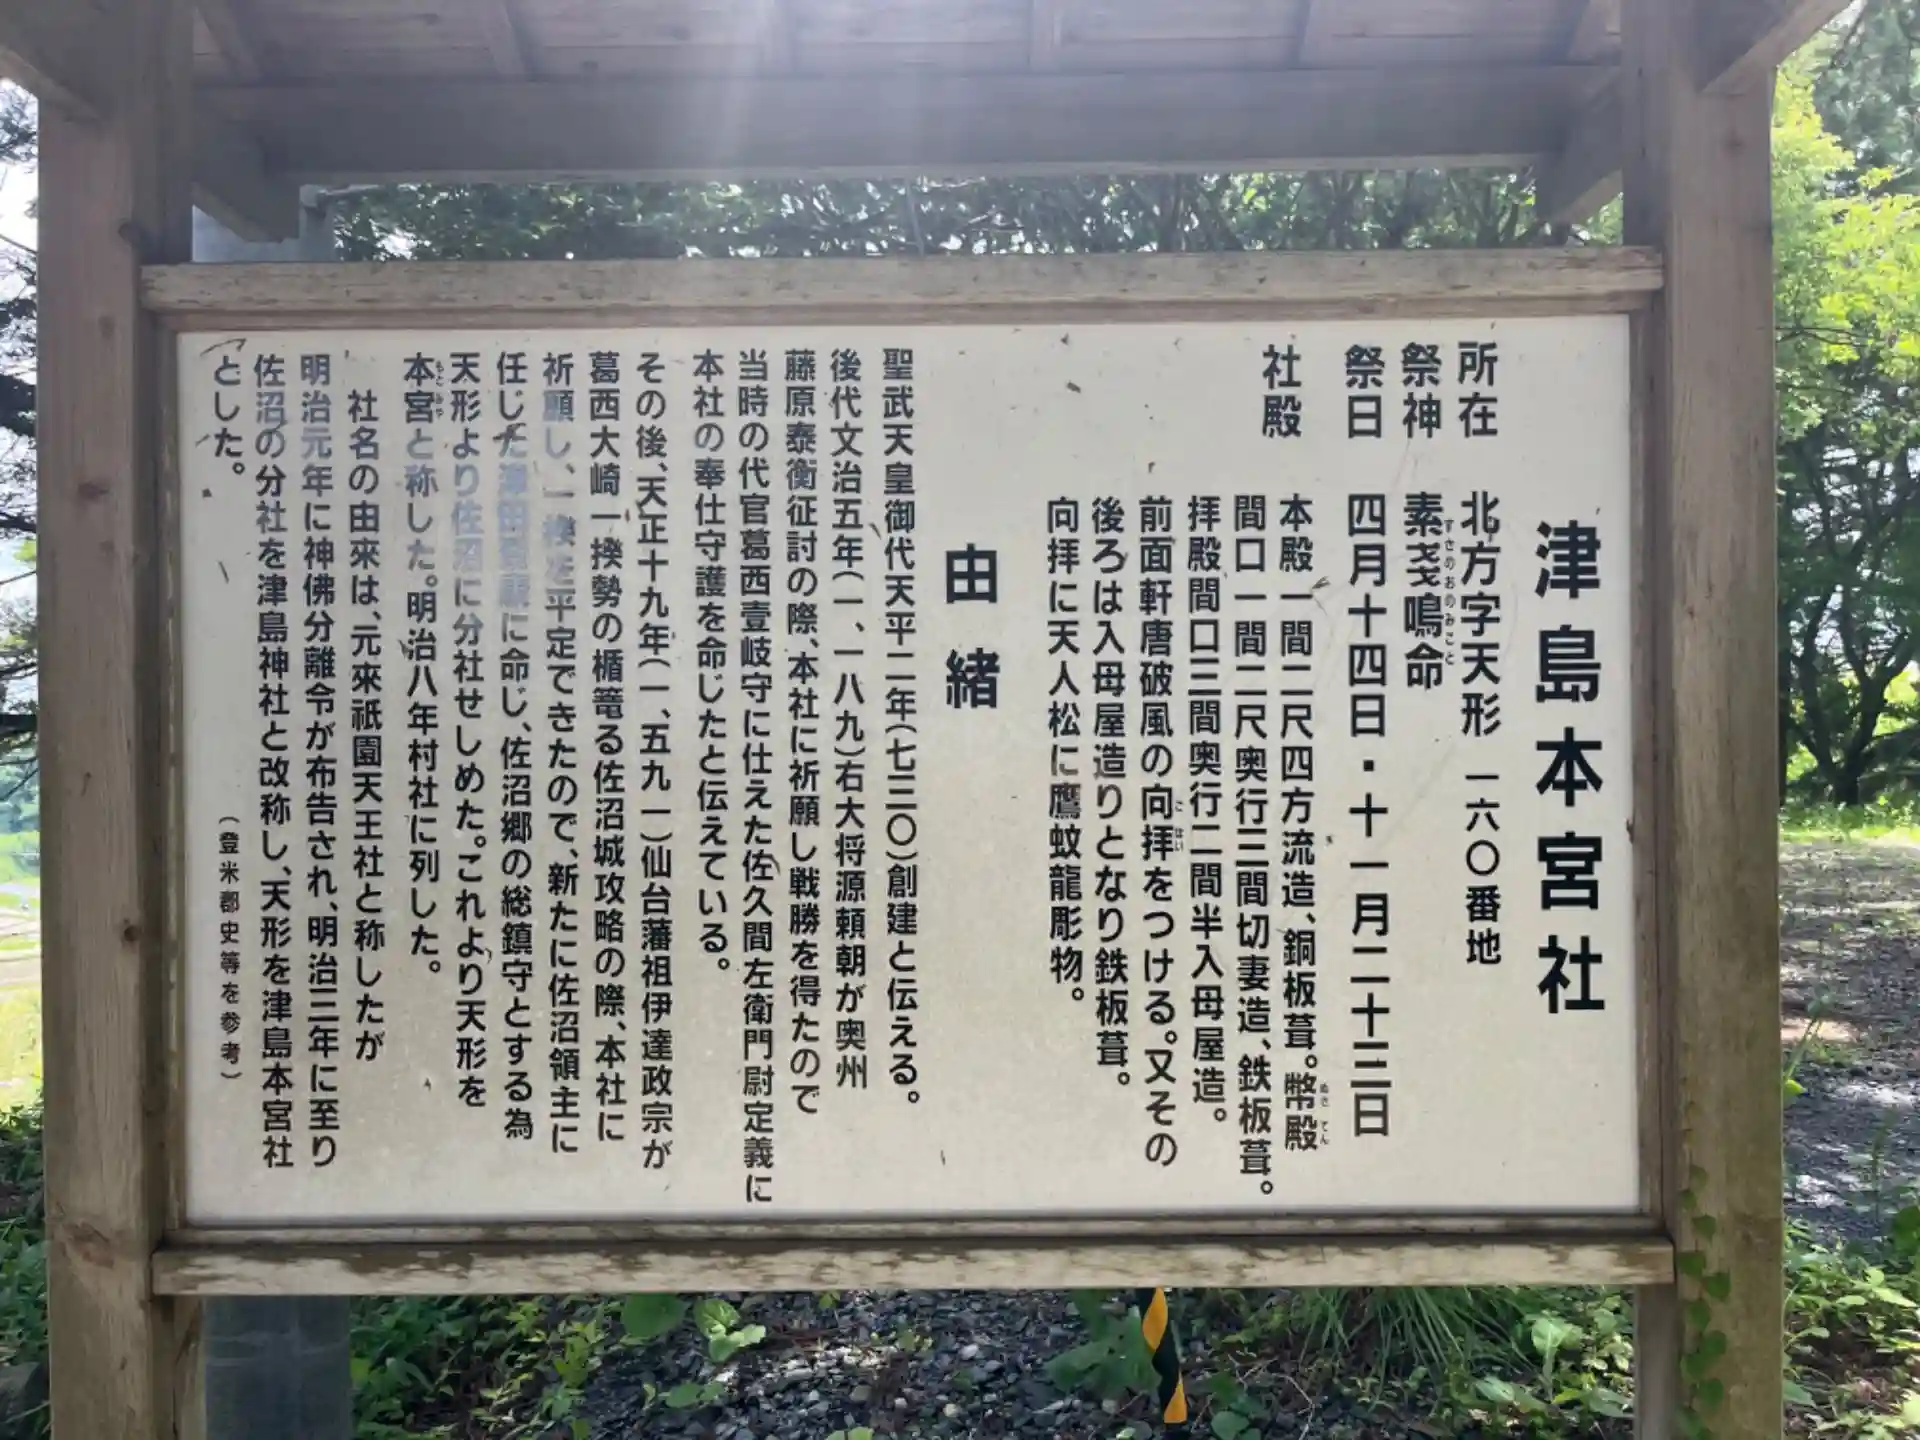 津島本宮社
所在 北方字天形 一六〇番地
祭神 素戔鳴命
すさのおのみこと
祭日 四月十四日・十一月二十三日
社殿 本殿 一間二尺四方流造、銅板葺。幣殿
ぬさてん
間口一間二尺奥行三間切妻造、鉄板葺。
拝殿間口三間奥行二間半入母屋造。
前面軒唐破風の向拝をつける。又その
こはい
後ろは入母屋造りとなり鉄板葺。
向拝に天人松に鷹蚊龍彫物。
由緒
聖武天皇御代天平二年(七三〇)創建と伝える。
後代文治五年(一、一八九)右大将源頼朝が奥州
藤原泰衡征討の際、本社に祈願し戦勝を得たので
当時の代官葛西壹岐守に仕えた佐久間左衛門尉定義に
本社の奉仕守護を命じたと伝えている。
その後、天正十九年(一、五九一)仙台藩祖伊達政宗が
葛西大崎一揆勢の楯篭る佐沼城攻略の際、本社に
祈願し、一揆を平定できたので、新たに佐沼領主に
任じた津田景康に命じ、佐沼郷の総鎮守とする為
天形より佐沼に分社せしめた。これより天形を
本宮と称した。明治八年村社に列した。
もとみや
社名の由來は、元來祇園天王社と称したが
明治元年に神佛分離令が布告され、明治三年に至り
佐沼の分社を津島神社と改称し、天形を津島本宮社
とした。
(登米郡史等を参考)